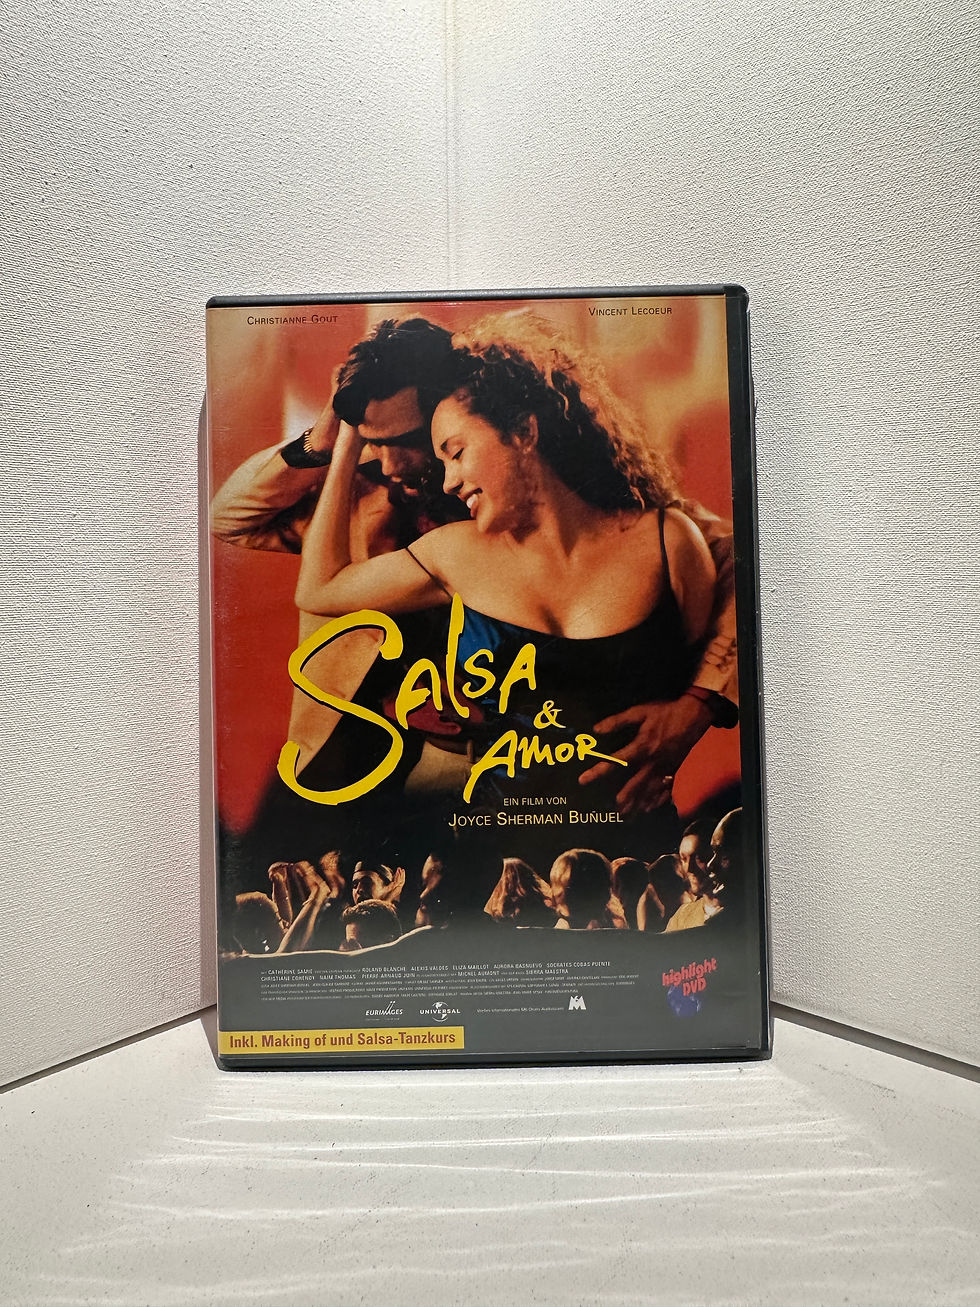 CHRISTIANNE GOUT
VINCENT LECOEUR
SALSA
&
AMOR
EIN FILM VON
JOYCE SHERMAN BUÑUEL
CATHERINE SAMIE ROLAND BLANCHE ALEXIS VALDES ELIZA MAILLOT AURORA BASNUEVO SOCRATES COBAS PUENTE
CHRISTIANE COHENDY NAIM THOMAS PIERRE ARNAUD JUIN MICHEL AUMONT SIERRA MAESTRA
highlight
DVD
EURIMAGES
UNIVERSAL
Inkl. Making of und Salsa-Tanzkurs